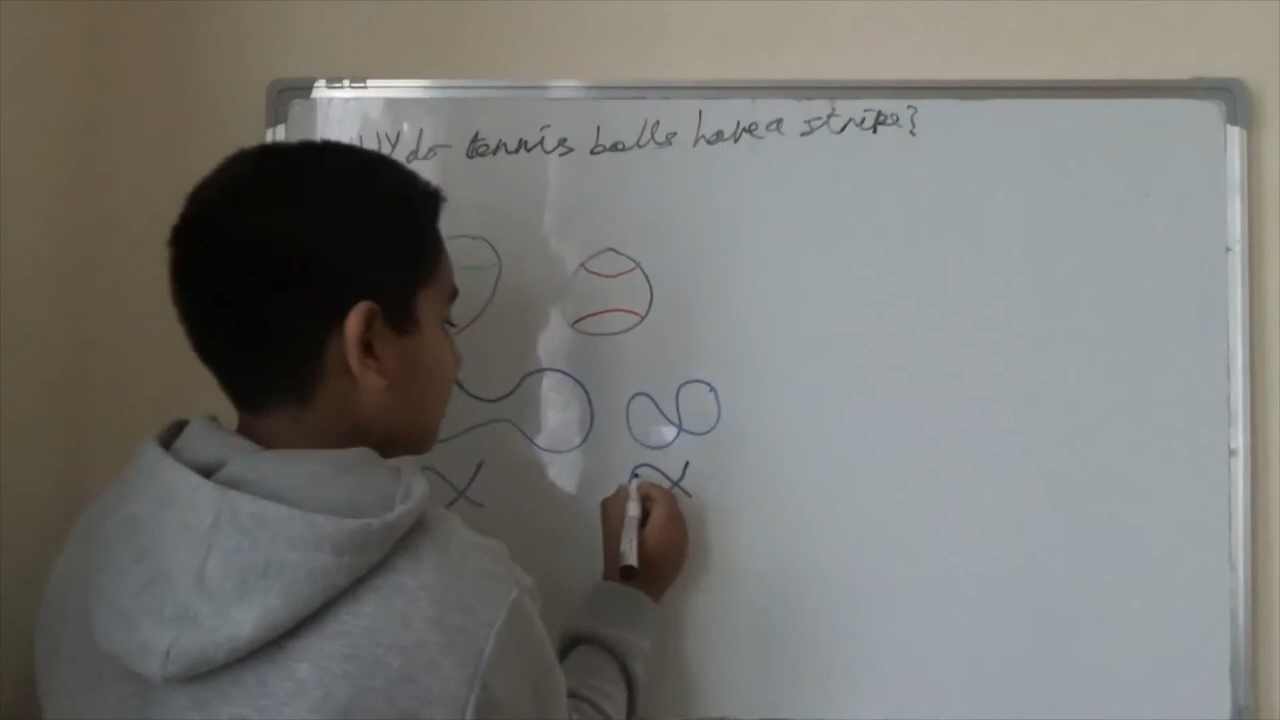 do tennis balls have a stripe?
x
x